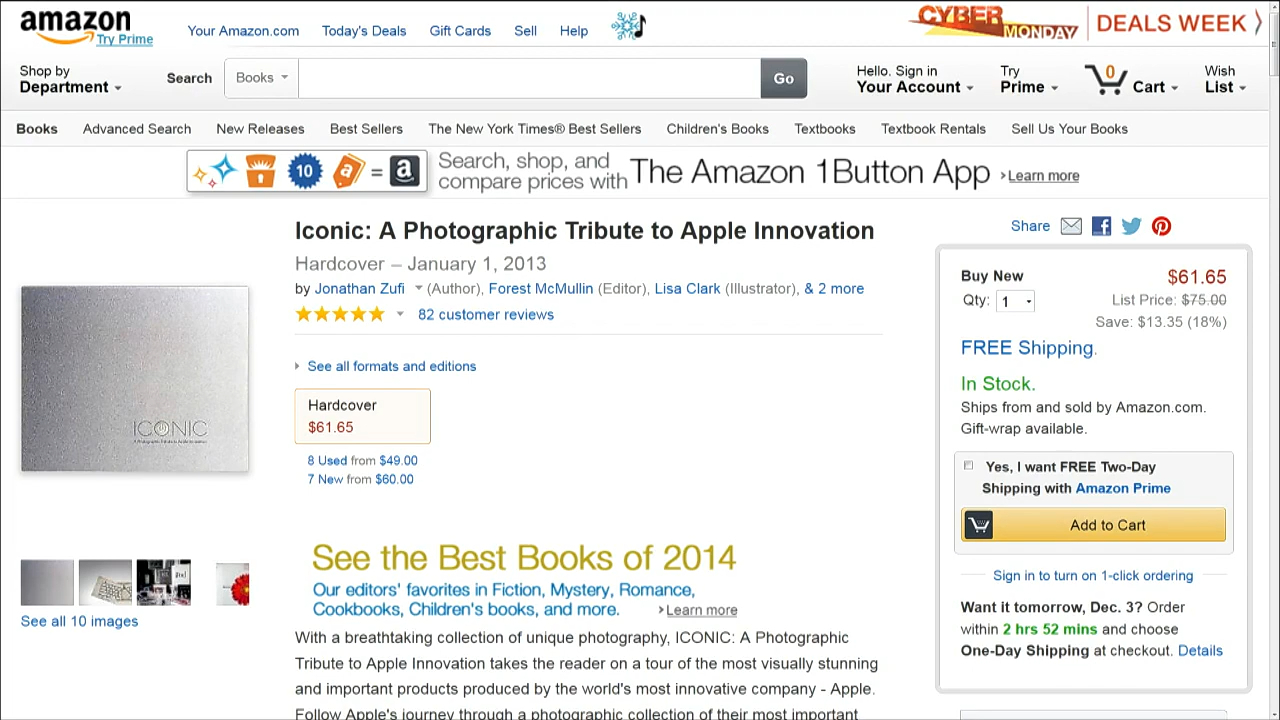 amazon
Try Prime
Your Amazon.com
Today's Deals
Gift Cards
Sell
Help
CYBER
MONDAY
DEALS WEEK
Shop by
Department
Search
Books
Go
Hello. Sign in
Your Account
Try
Prime
0
Cart
Wish
List
Books
Advanced Search
New Releases
Best Sellers
The New York Times® Best Sellers
Children's Books
Textbooks
Textbook Rentals
Sell Us Your Books
10
a
=
a
Search, shop, and
compare prices with
The Amazon 1Button App
Learn more
Iconic: A Photographic Tribute to Apple Innovation
Hardcover – January 1, 2013
by Jonathan Zufi (Author), Forest McMullin (Editor), Lisa Clark (Illustrator), & 2 more
82 customer reviews
See all formats and editions
Hardcover
$61.65
8 Used from $49.00
7 New from $60.00
ICONIC
A Photographic Tribute to Apple Innovation
See all 10 images
See the Best Books of 2014
Our editors' favorites in Fiction, Mystery, Romance,
Cookbooks, Children's books, and more.
Learn more
With a breathtaking collection of unique photography, ICONIC: A Photographic
Tribute to Apple Innovation takes the reader on a tour of the most visually stunning
and important products produced by the world's most innovative company - Apple.
Follow Apple's journey through a photographic collection of their most important
Share
Buy New
$61.65
Qty: 1
List Price: $75.00
Save: $13.35 (18%)
FREE Shipping.
In Stock.
Ships from and sold by Amazon.com.
Gift-wrap available.
Yes, I want FREE Two-Day
Shipping with Amazon Prime
Add to Cart
Sign in to turn on 1-click ordering
Want it tomorrow, Dec. 3? Order
within 2 hrs 52 mins and choose
One-Day Shipping at checkout. Details